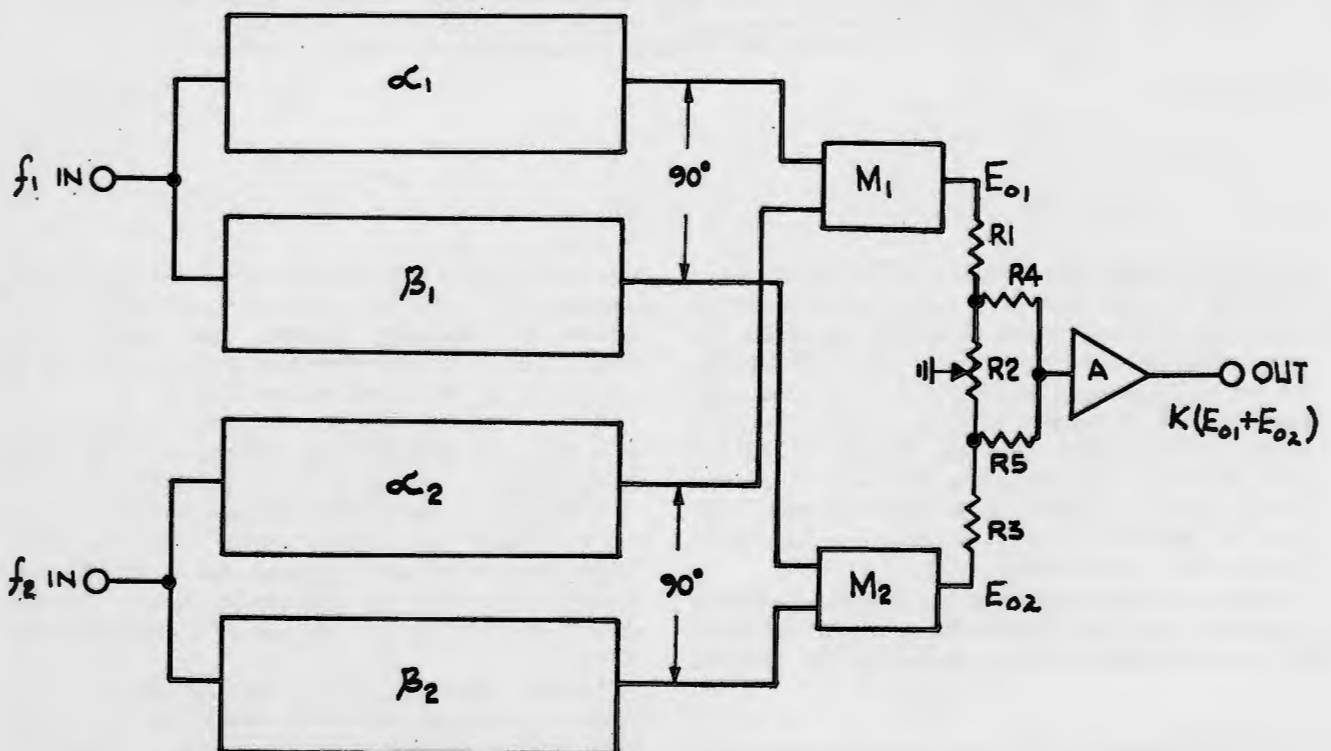 α₁
f₁ IN
90°
M₁
E₀₁
R1
R4
β₁
R2
A
OUT
K(E₀₁+E₀₂)
R5
α₂
R3
f₂ IN
90°
M₂
E₀₂
β₂